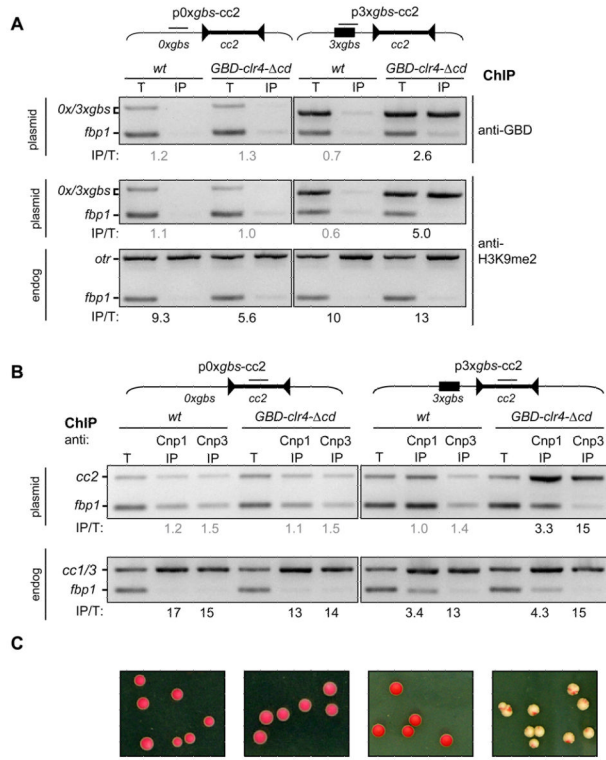 A
p0xgbs-cc2 p3xgbs-cc2
0xgbs cc2 3xgbs cc2
wt GBD-clr4-Δcd wt GBD-clr4-Δcd ChIP
T IP T IP T IP T IP
plasmid 0x/3xgbs anti-GBD
fbp1
IP/T: 1.2 1.3 0.7 2.6
plasmid 0x/3xgbs
fbp1
IP/T: 1.1 1.0 0.6 5.0 anti-
H3K9me2
endog otr
fbp1
IP/T: 9.3 5.6 10 13
B
p0xgbs-cc2 p3xgbs-cc2
0xgbs cc2 3xgbs cc2
ChIP wt GBD-clr4-Δcd wt GBD-clr4-Δcd
anti: Cnp1 Cnp3 Cnp1 Cnp3 Cnp1 Cnp3 Cnp1 Cnp3
T IP IP T IP IP T IP IP T IP IP
plasmid cc2
fbp1
IP/T: 1.2 1.5 1.1 1.5 1.0 1.4 3.3 15
endog cc1/3
fbp1
IP/T: 17 15 13 14 3.4 13 4.3 15
C